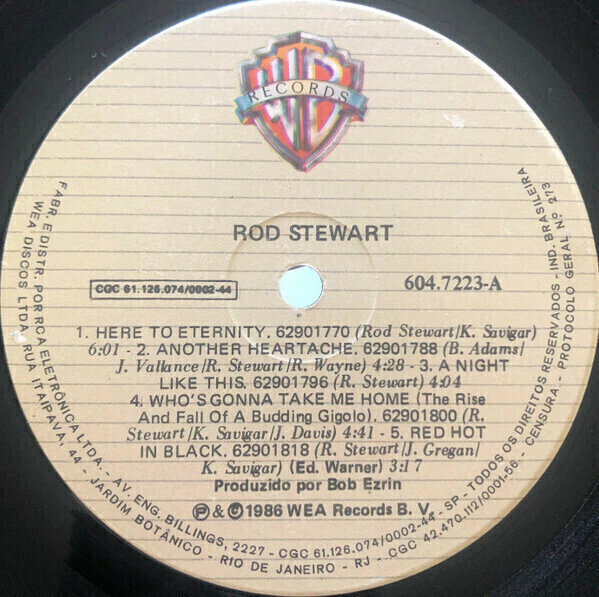 WB
RECORDS
ROD STEWART
CGC 61.126.074/0002-44
604.7223-A
1. HERE TO ETERNITY. 62901770 (Rod Stewart/K. Savigar)
6:01 - 2. ANOTHER HEARTACHE. 62901788 (B. Adams/
J. Vallance/R. Stewart/R. Wayne) 4:28 - 3. A NIGHT
LIKE THIS. 62901796 (R. Stewart) 4:04
4. WHO'S GONNA TAKE ME HOME (The Rise
And Fall Of A Budding Gigolo). 62901800 (R.
Stewart/K. Savigar/J. Davis) 4:41 - 5. RED HOT
IN BLACK. 62901818 (R. Stewart/J. Gregan/
K. Savigar) (Ed. Warner) 3:17
Produzido por Bob Ezrin
Ⓟ & © 1986 WEA Records B. V.
FABR. E DISTR. POR RCA ELETRÔNICA LTDA. - AV. ENG. BILLINGS, 2227 - CGC 61.126.074/0002-44 - SP - TODOS OS DIREITOS RESERVADOS - IND. BRASILEIRA
WEA DISCOS LTDA. RUA ITAIPAVA, 44 - JARDIM BOTÂNICO - RIO DE JANEIRO - RJ - CGC 42.470.112/0001-56 - CENSURA - PROTOCOLO GERAL Nº 273